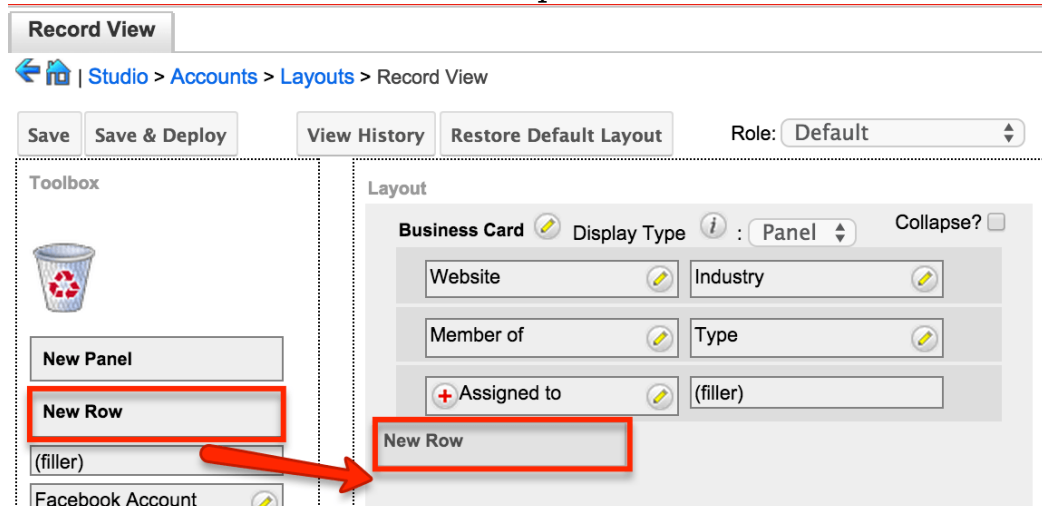 Record View
| Studio > Accounts > Layouts > Record View
Save Save & Deploy View History Restore Default Layout Role: Default
Toolbox
Layout
Business Card Display Type i : Panel Collapse?
Website Industry
Member of Type
New Panel
Assigned to (filler)
New Row
New Row
(filler)
Facebook Account